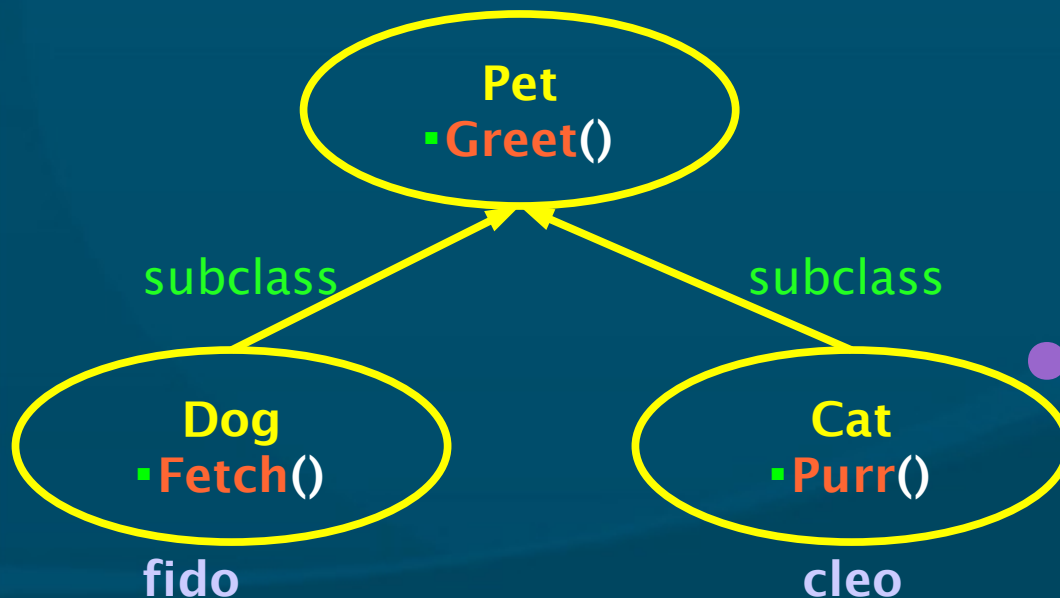 Pet
▪Greet()
subclass
subclass
Dog
▪Fetch()
Cat
▪Purr()
fido
cleo